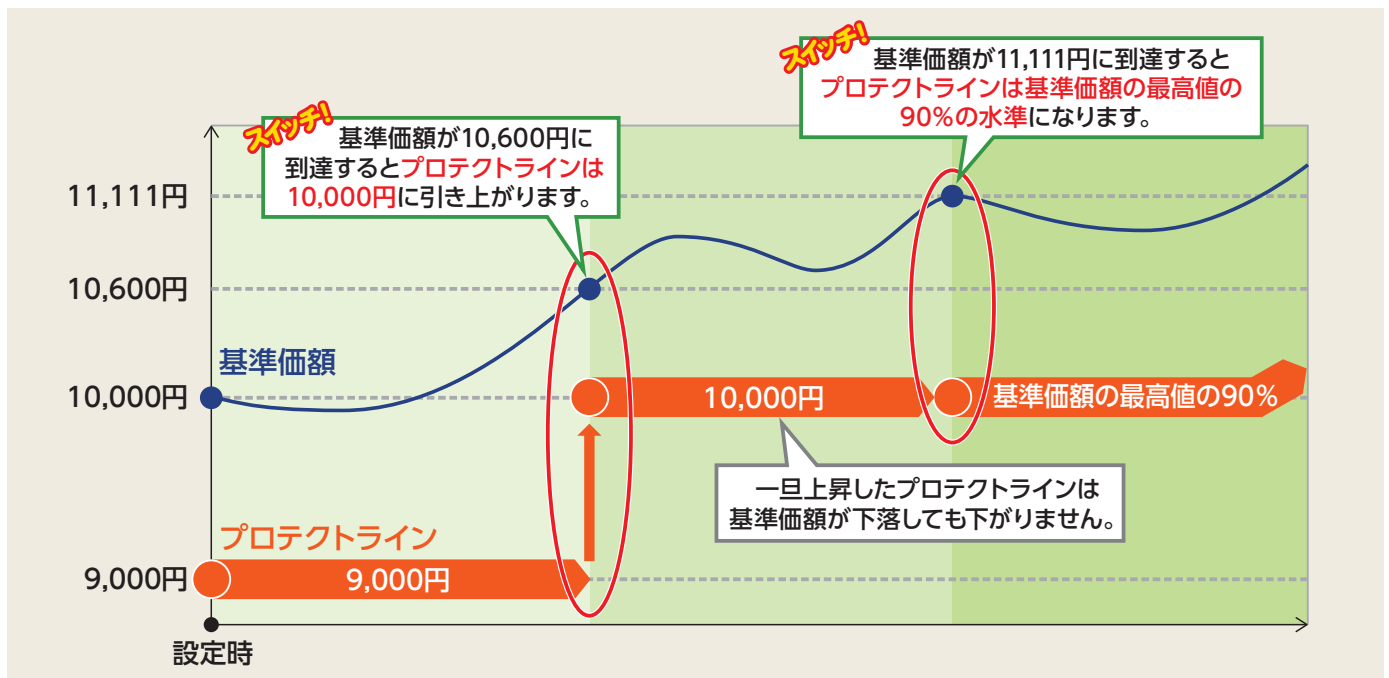 スイッチ!
基準価額が11,111円に到達すると
プロテクトラインは基準価額の最高値の
90%の水準になります。
スイッチ!
基準価額が10,600円に
到達するとプロテクトラインは
10,000円に引き上がります。
11,111円
10,600円
基準価額
10,000円
10,000円
基準価額の最高値の90%
一旦上昇したプロテクトラインは
基準価額が下落しても下がりません。
プロテクトライン
9,000円
9,000円
設定時